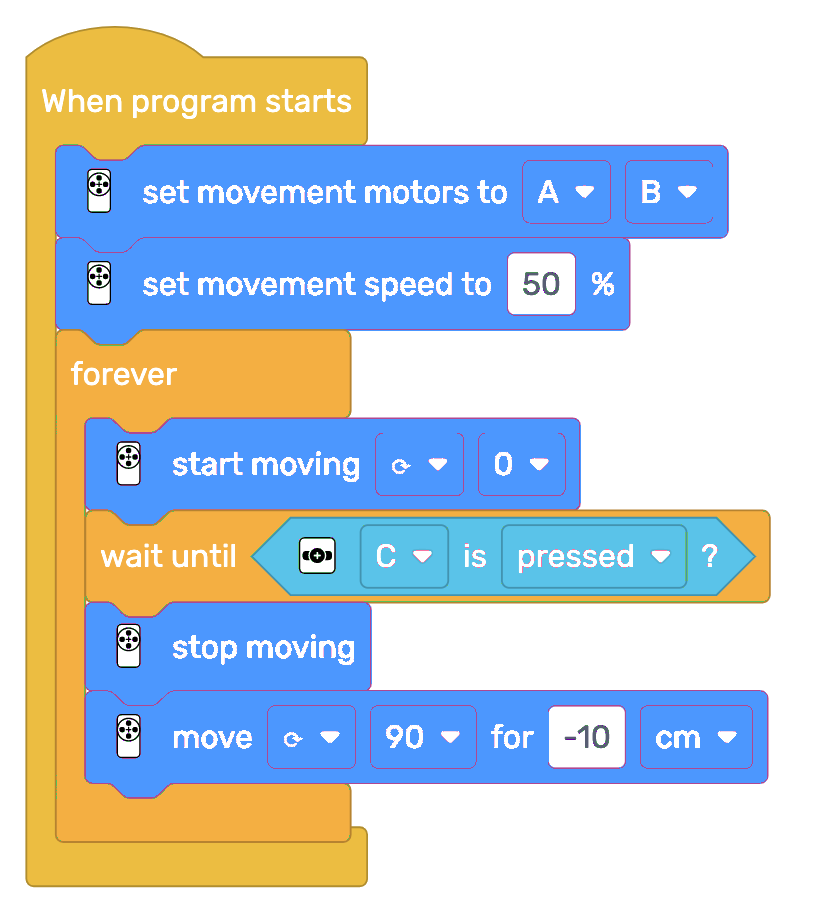 When program starts
set movement motors to A B
set movement speed to 50 %
forever
start moving 0
wait until C is pressed ?
stop moving
move 90 for -10 cm